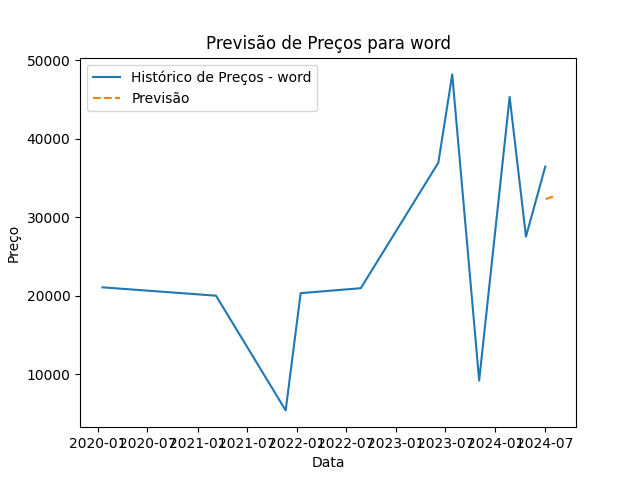 Previsão de Preços para word
Histórico de Preços - word
Previsão
50000
40000
30000
20000
10000
Preço
2020-01 2020-07 2021-01 2021-07 2022-01 2022-07 2023-01 2023-07 2024-01 2024-07
Data